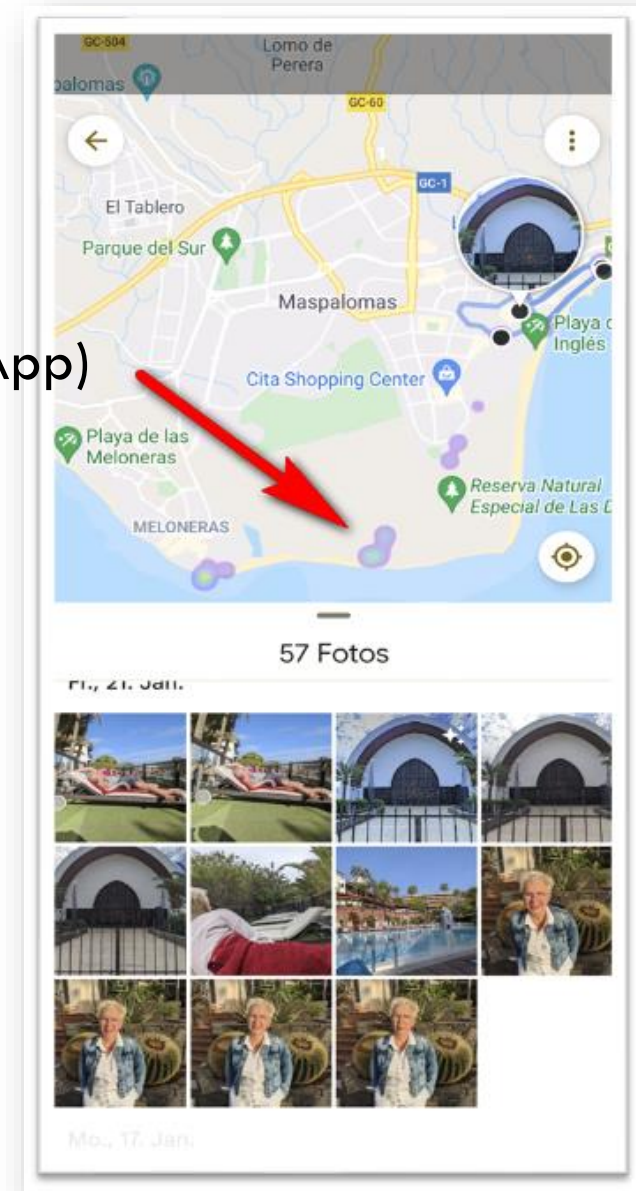 GC-504
Lomo de
Perera
palomas
GC-60
El Tablero
GC-1
Parque del Sur
Maspalomas
Playa d
Inglés
App)
Cita Shopping Center
Playa de las
Meloneras
Reserva Natural
Especial de Las D
MELONERAS
57 Fotos
Fr., 21. Jan.
Mo., 17. Jan.